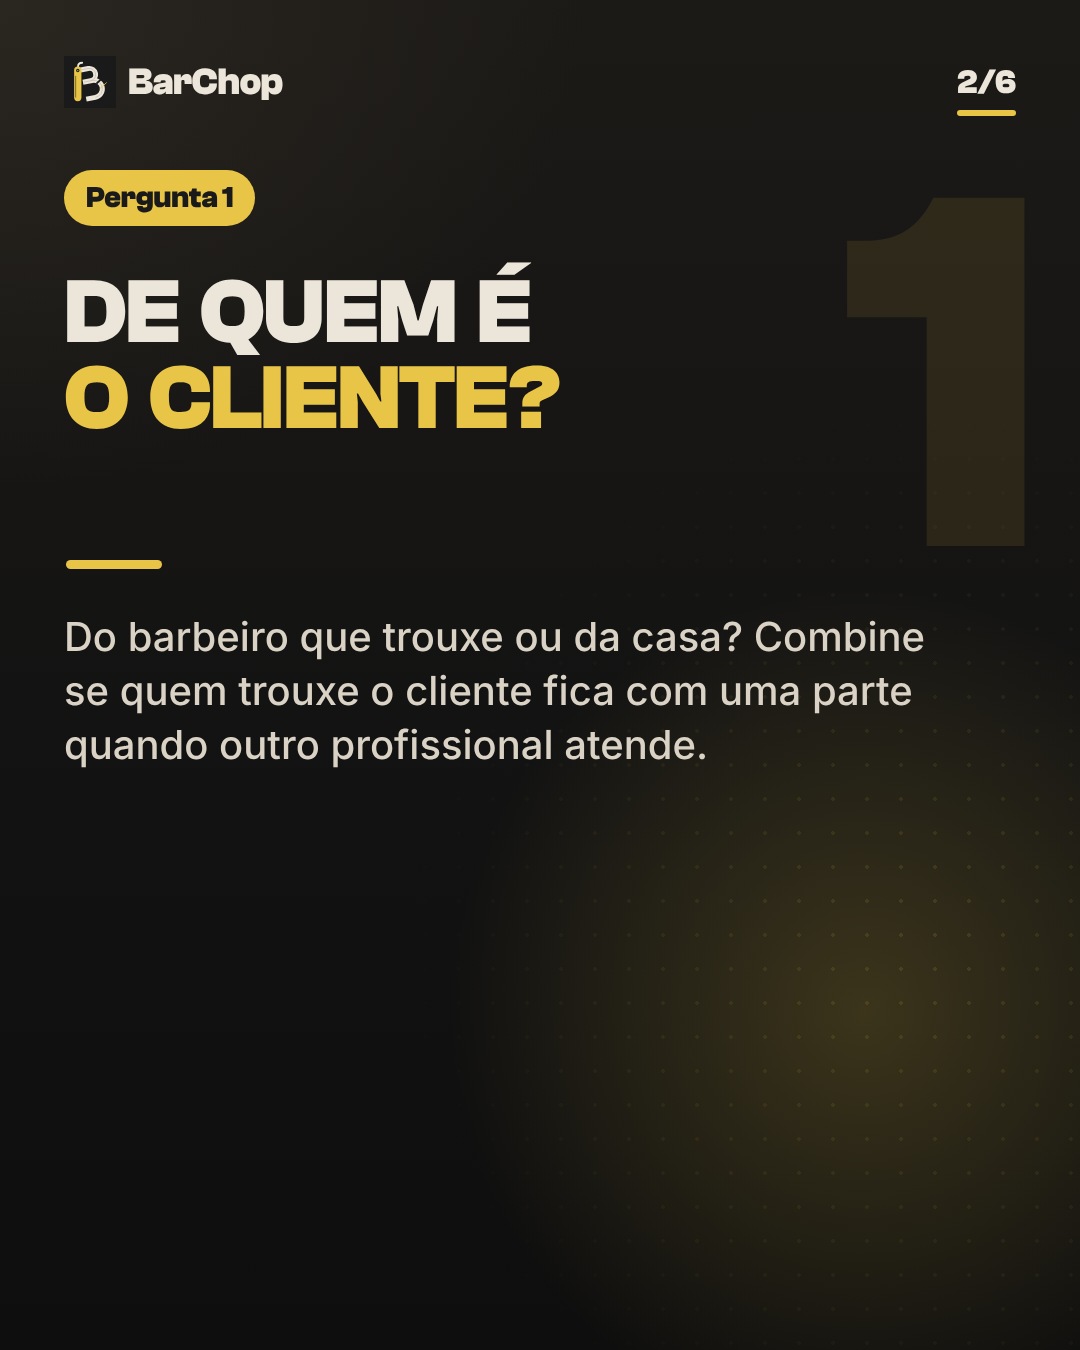 BarChop
2/6
Pergunta 1
1
DE QUEM É
O CLIENTE?
Do barbeiro que trouxe ou da casa? Combine
se quem trouxe o cliente fica com uma parte
quando outro profissional atende.